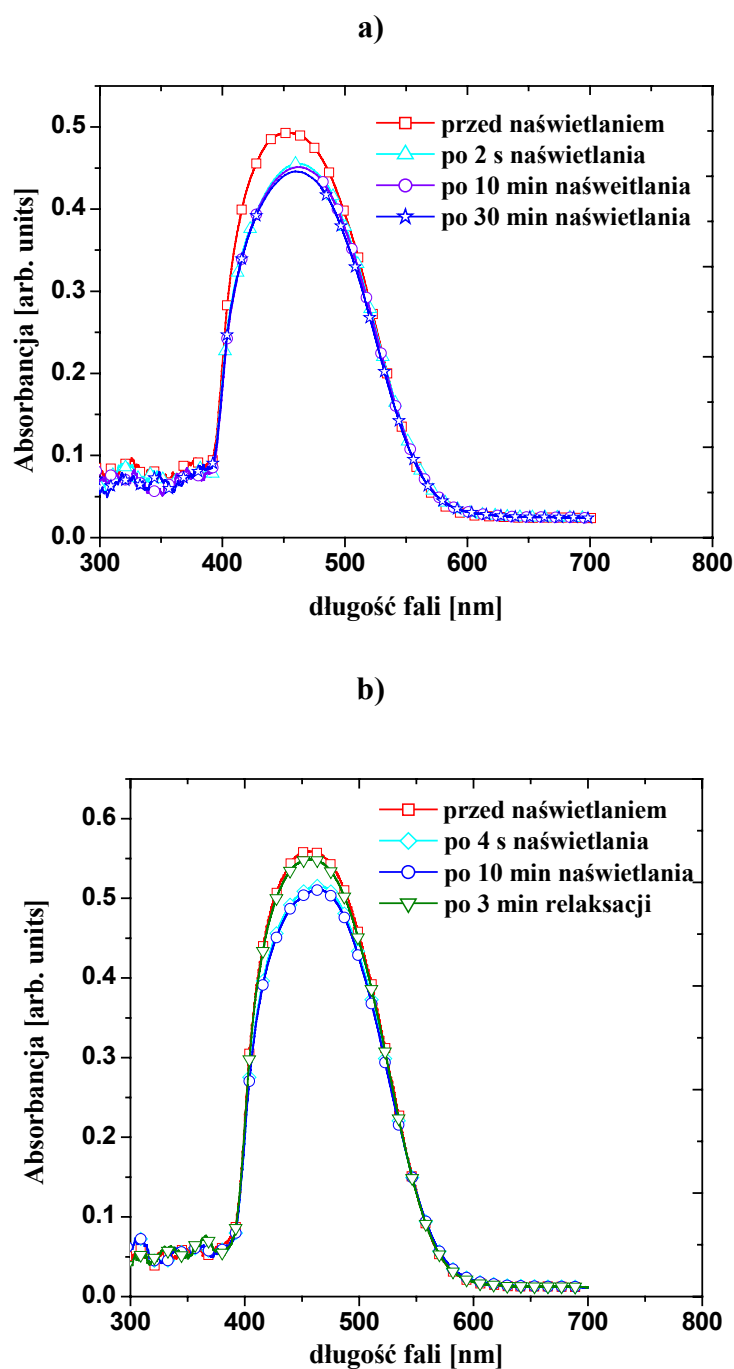 a)
Absorbancja [arb. units]
0.5
0.4
0.3
0.2
0.1
0.0
przed naświetlaniem
po 2 s naświetlania
po 10 min naśweitlania
po 30 min naświetlania
300 400 500 600 700 800
długość fali [nm]
b)
Absorbancja [arb. units]
0.6
0.5
0.4
0.3
0.2
0.1
0.0
przed naświetlaniem
po 4 s naświetlania
po 10 min naświetlania
po 3 min relaksacji
300 400 500 600 700 800
długość fali [nm]